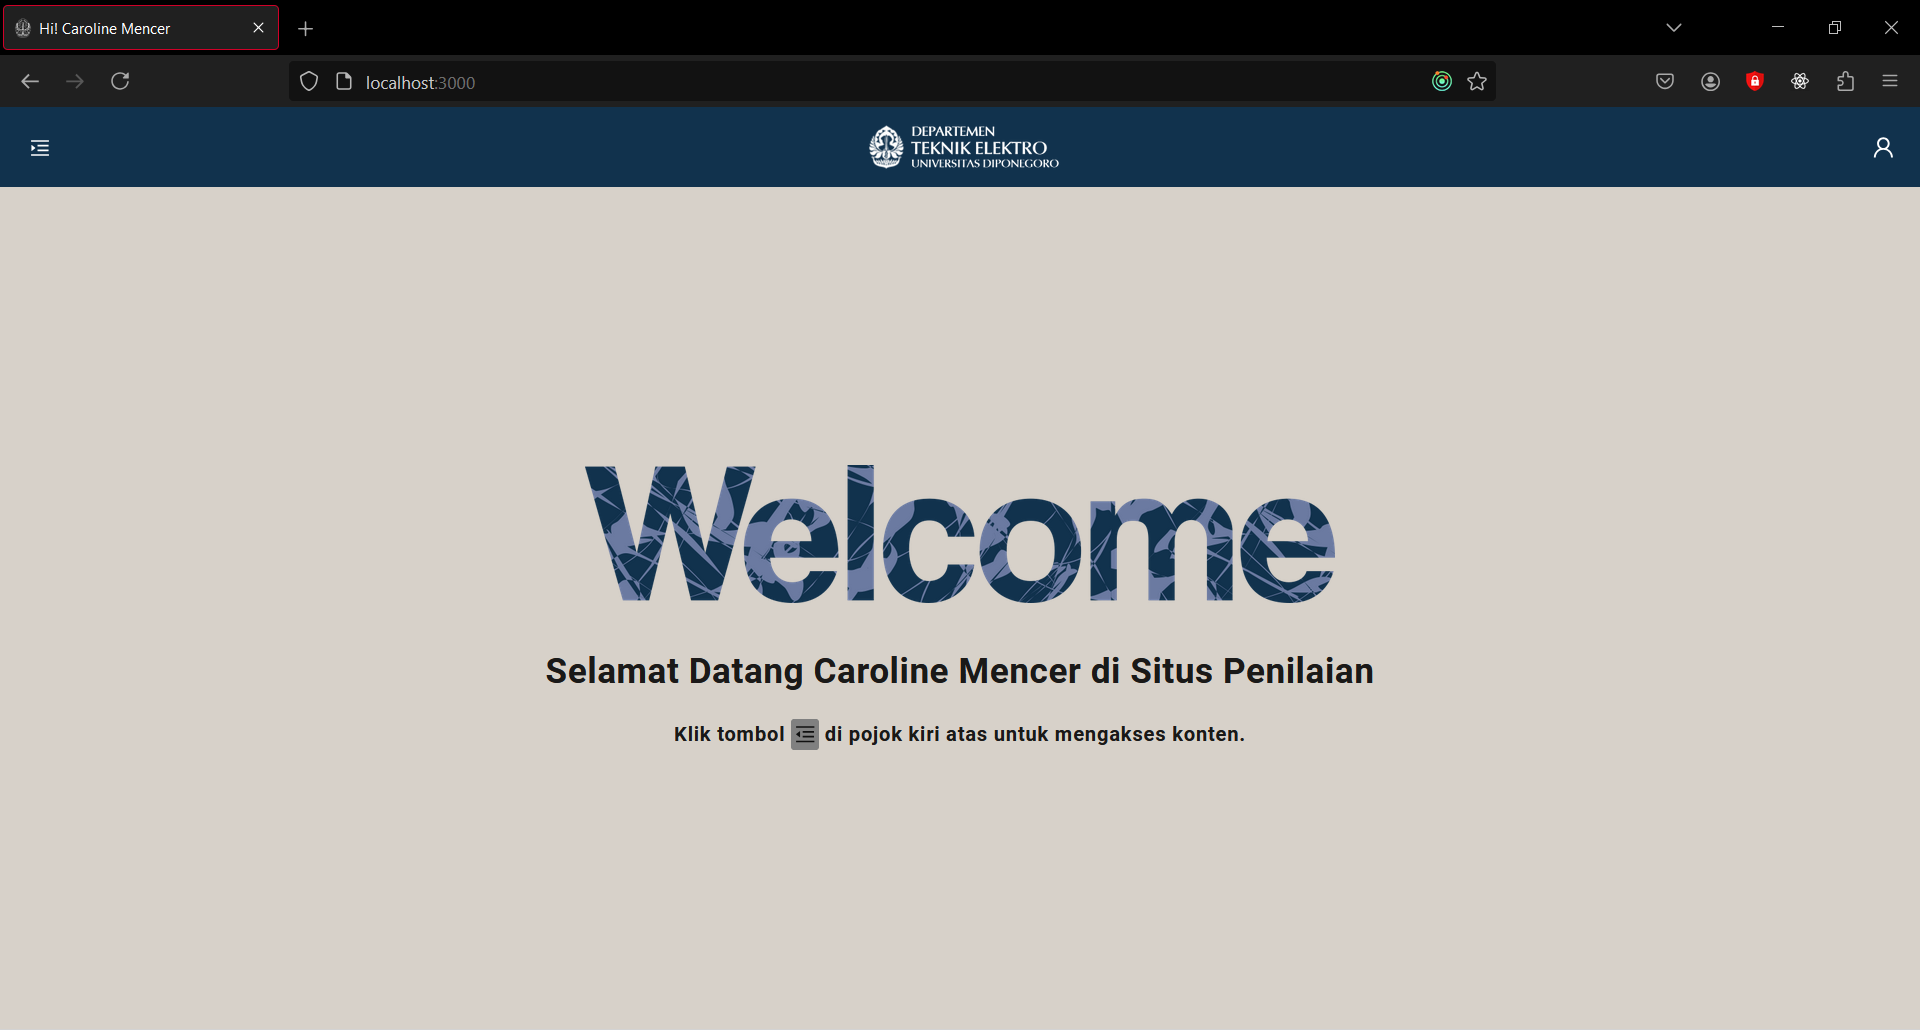 Hi! Caroline Mencer
localhost:3000
DEPARTEMEN
TEKNIK ELEKTRO
UNIVERSITAS DIPONEGORO
Welcome
Selamat Datang Caroline Mencer di Situs Penilaian
Klik tombol di pojok kiri atas untuk mengakses konten.